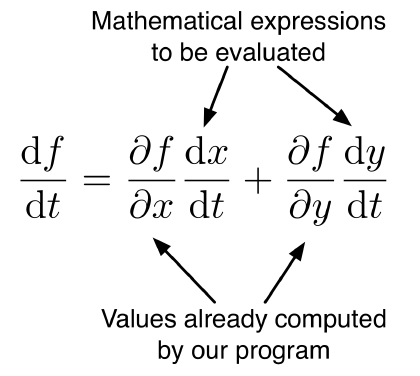 Mathematical expressions
to be evaluated
df/dt = ∂f/∂x dx/dt + ∂f/∂y dy/dt
Values already computed
by our program